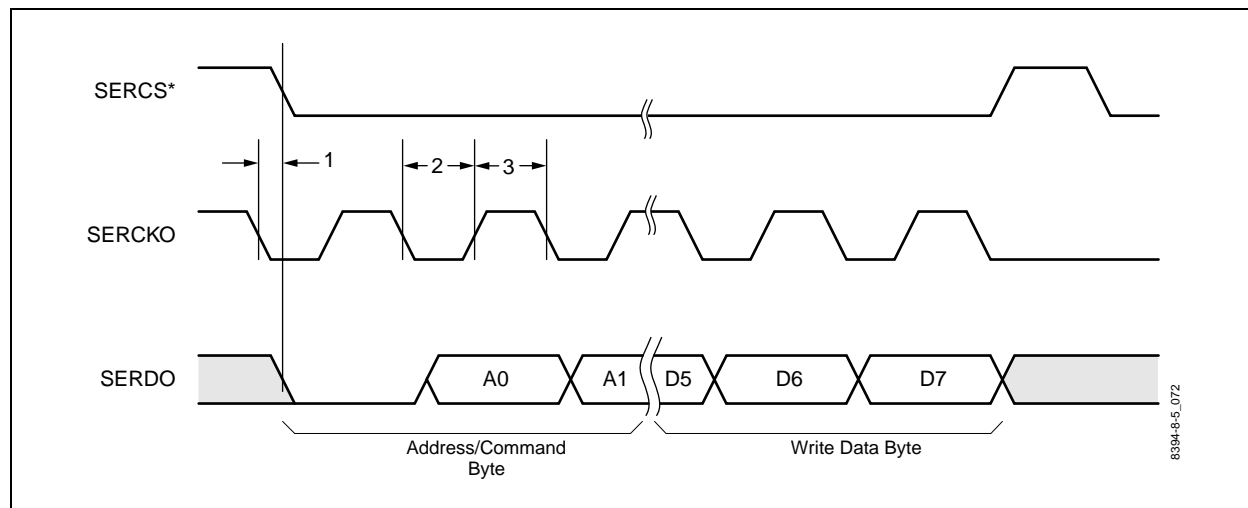 SERCS*
1
2
3
SERCKO
SERDO
A0
A1
D5
D6
D7
Address/Command
Byte
Write Data Byte
8394-8-5_072